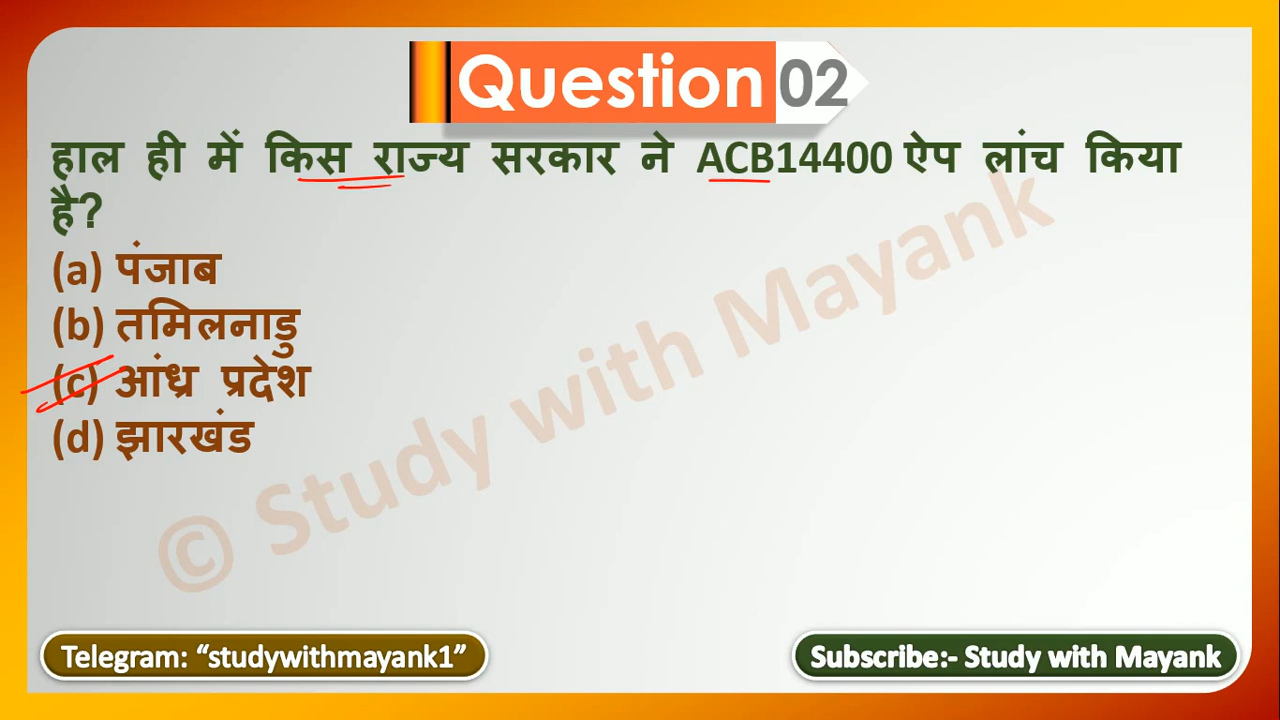 Question 02
हाल ही में किस राज्य सरकार ने ACB14400 ऐप लांच किया
है?
(a) पंजाब
(b) तमिलनाडु
(c) आंध्र प्रदेश
(d) झारखंड
© Study with Mayank
Telegram: “studywithmayank1”
Subscribe:- Study with Mayank